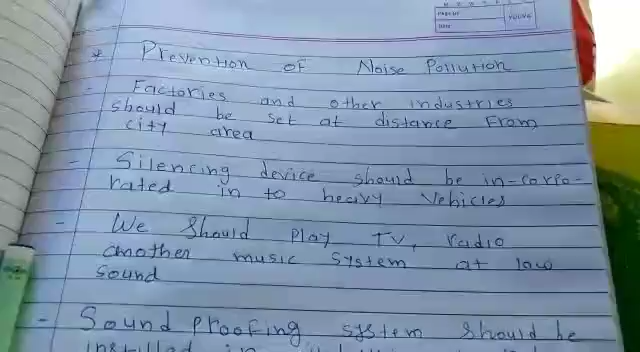 * Prevention of Noise Pollution
- Factories and other industries
should be set at distance From
city area
- Silencing device should be in-corpo-
rated in to heavy Vehicles
- We Should Play TV, radio
another music System at low
Sound
- Sound Proofing system should be
installed in